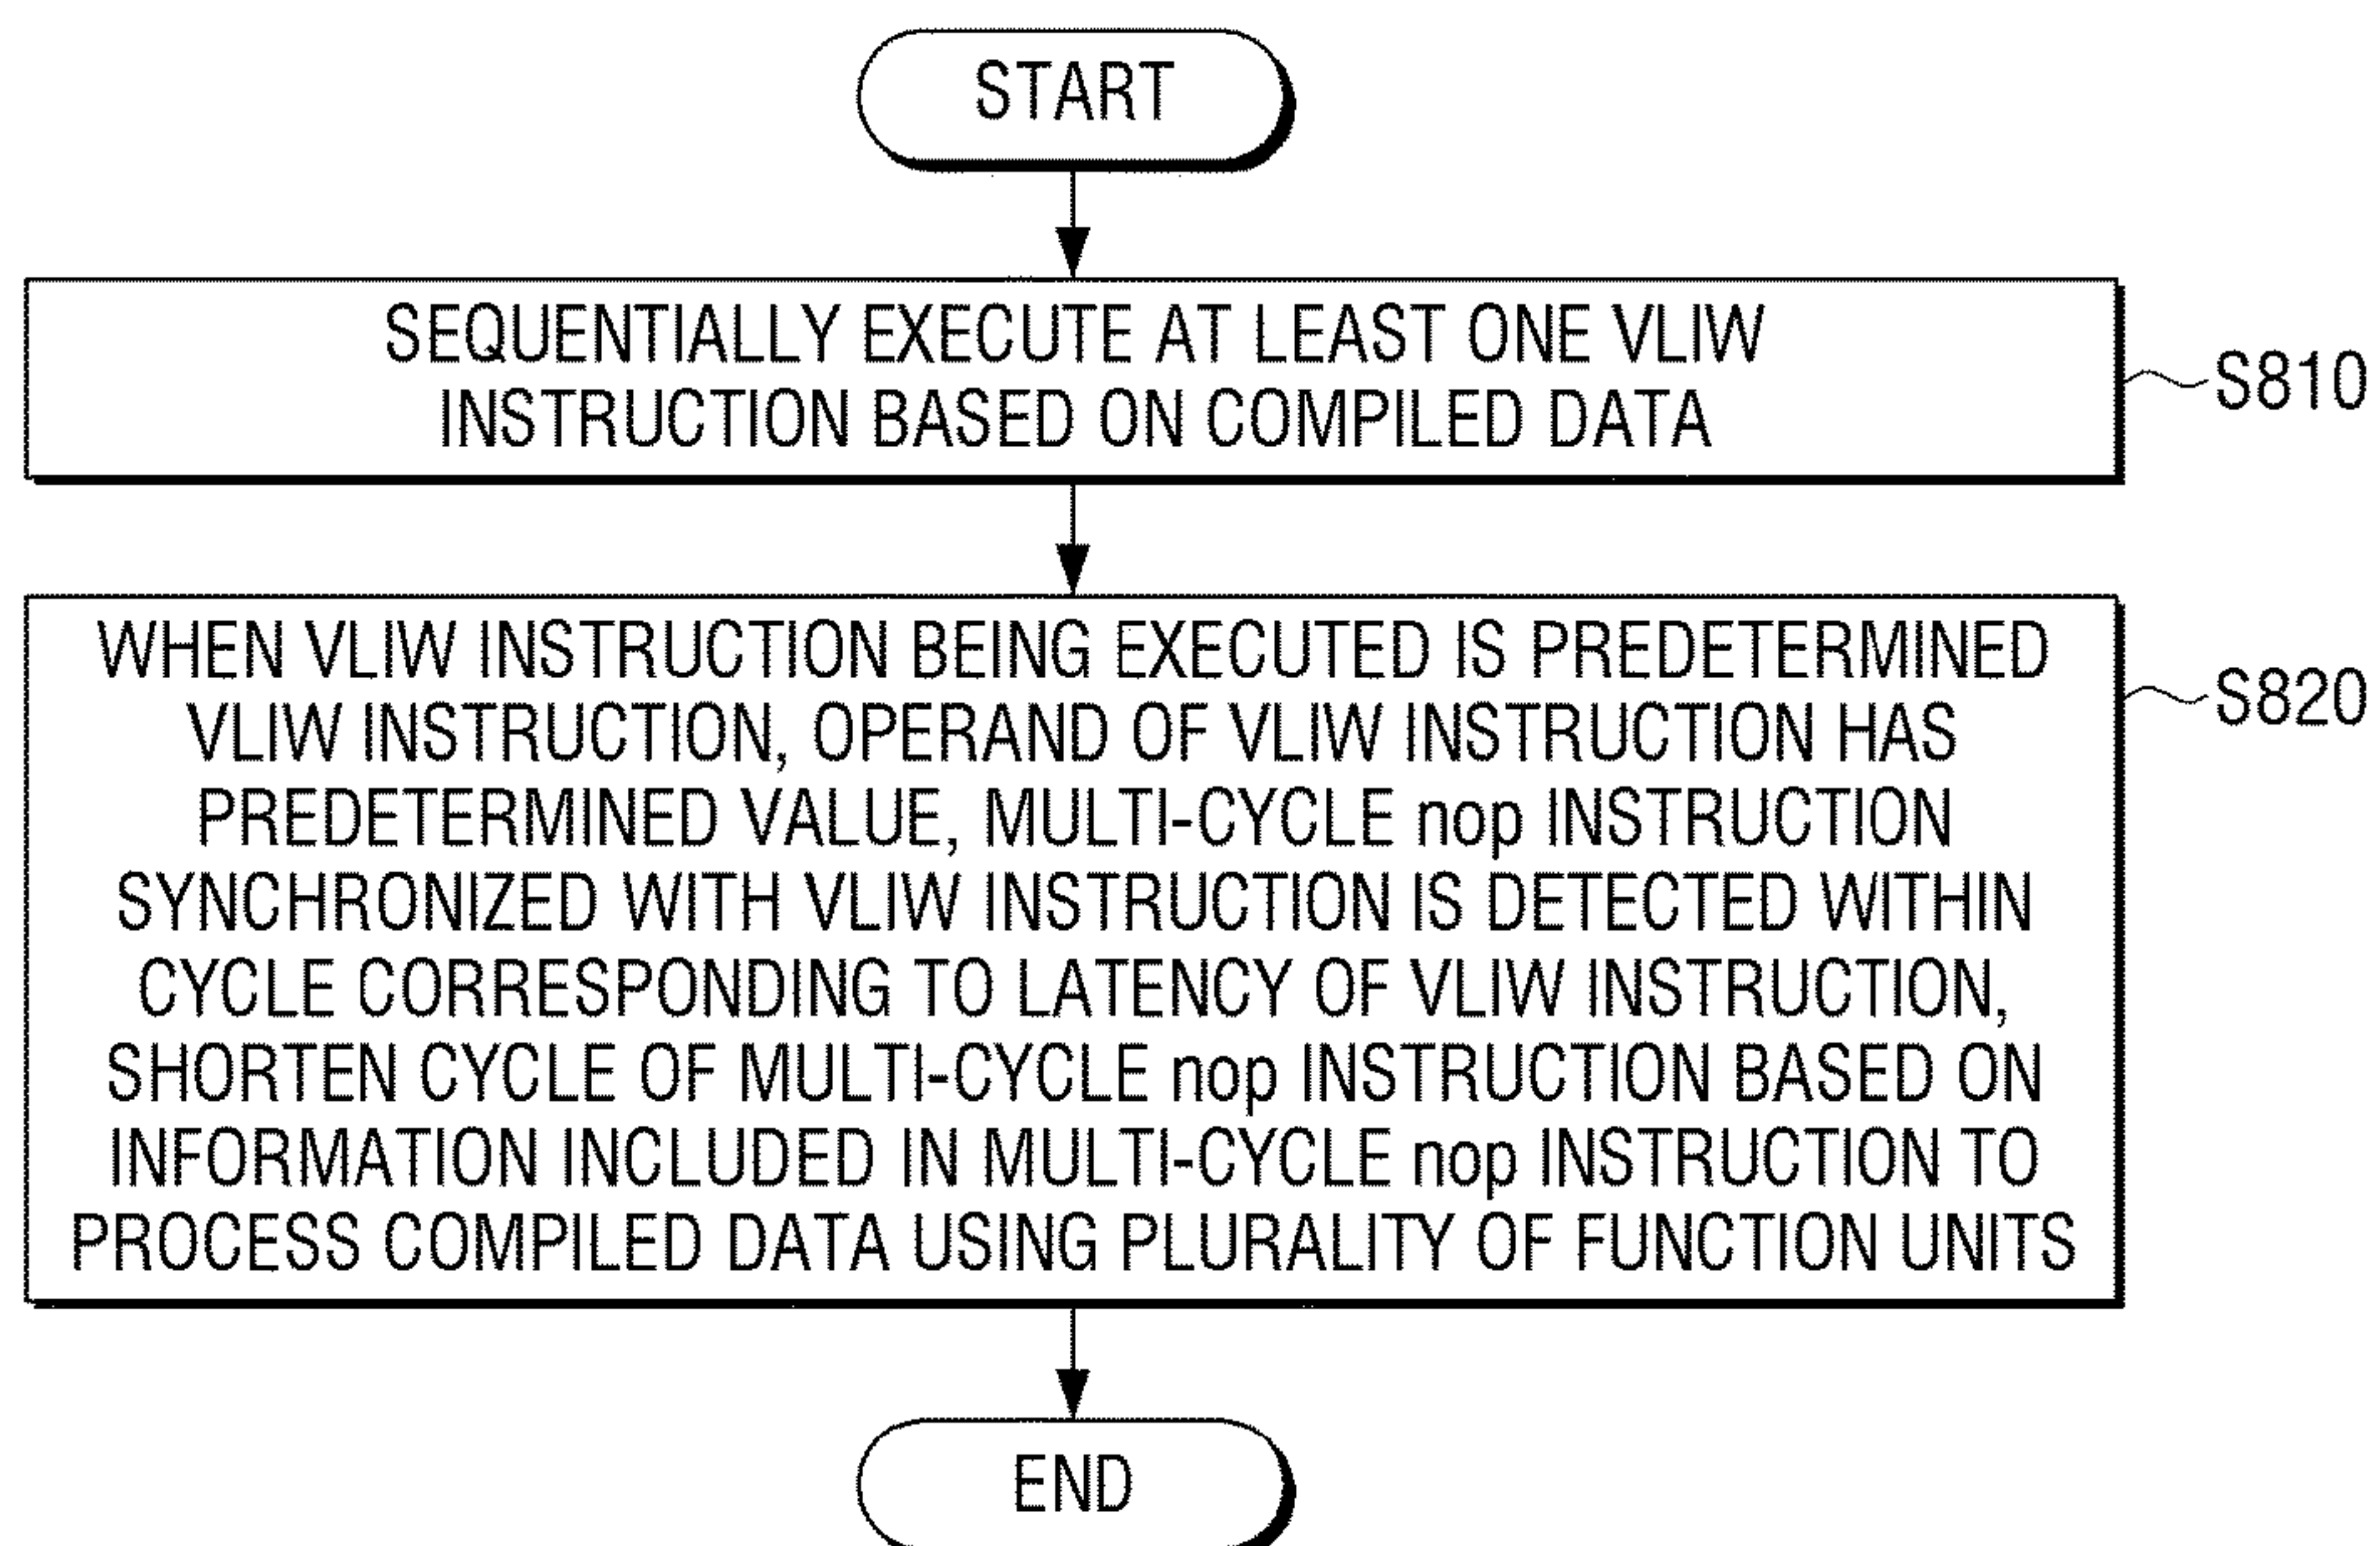 START
SEQUENTIALLY EXECUTE AT LEAST ONE VLIW
INSTRUCTION BASED ON COMPILED DATA
S810
WHEN VLIW INSTRUCTION BEING EXECUTED IS PREDETERMINED
VLIW INSTRUCTION, OPERAND OF VLIW INSTRUCTION HAS
PREDETERMINED VALUE, MULTI-CYCLE nop INSTRUCTION
SYNCHRONIZED WITH VLIW INSTRUCTION IS DETECTED WITHIN
CYCLE CORRESPONDING TO LATENCY OF VLIW INSTRUCTION,
SHORTEN CYCLE OF MULTI-CYCLE nop INSTRUCTION BASED ON
INFORMATION INCLUDED IN MULTI-CYCLE nop INSTRUCTION TO
PROCESS COMPILED DATA USING PLURALITY OF FUNCTION UNITS
S820
END